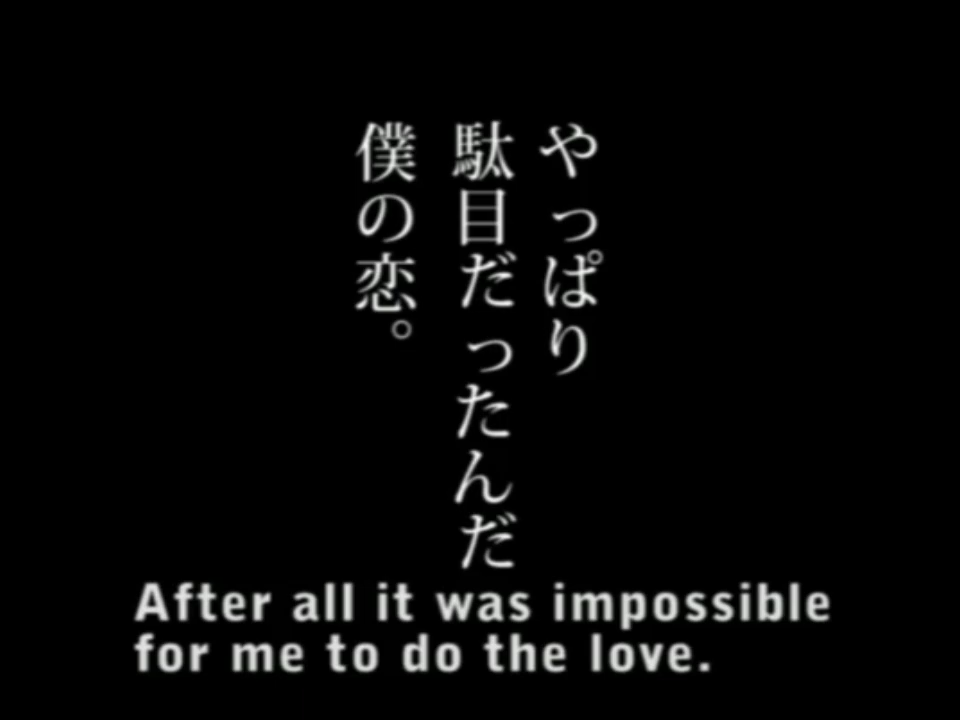 やっぱり
駄目だったんだ
僕の恋。
After all it was impossible
for me to do the love.